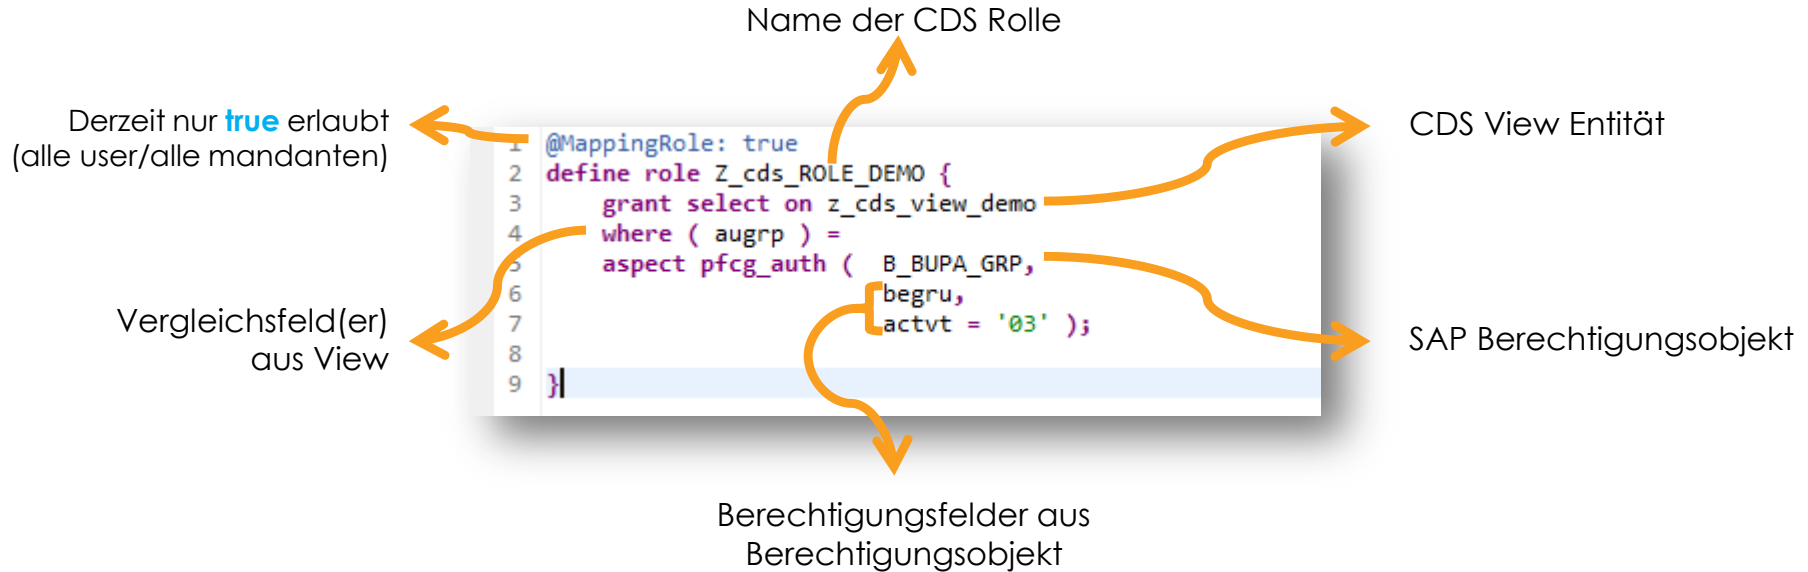 Name der CDS Rolle
Derzeit nur true erlaubt
(alle user/alle mandanten)
CDS View Entität
1 @MappingRole: true
2 define role Z_cds_ROLE_DEMO {
3 grant select on z_cds_view_demo
4 where ( augrp ) =
5 aspect pfcg_auth ( B_BUPA_GRP,
6 begru,
7 actvt = '03' );
8
9 }
Vergleichsfeld(er)
aus View
SAP Berechtigungsobjekt
Berechtigungsfelder aus
Berechtigungsobjekt